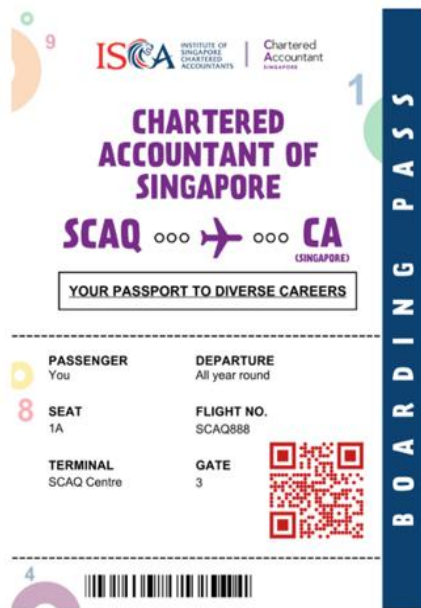 9
ISCA
INSTITUTE OF
SINGAPORE
CHARTERED
ACCOUNTANTS
Chartered
Accountant
SINGAPORE
1
CHARTERED
ACCOUNTANT OF
SINGAPORE
SCAQ CA
(SINGAPORE)
YOUR PASSPORT TO DIVERSE CAREERS
PASSENGER DEPARTURE
You All year round
8
SEAT FLIGHT NO.
1A SCAQ888
TERMINAL GATE
SCAQ Centre 3
4
BOARDING PASS